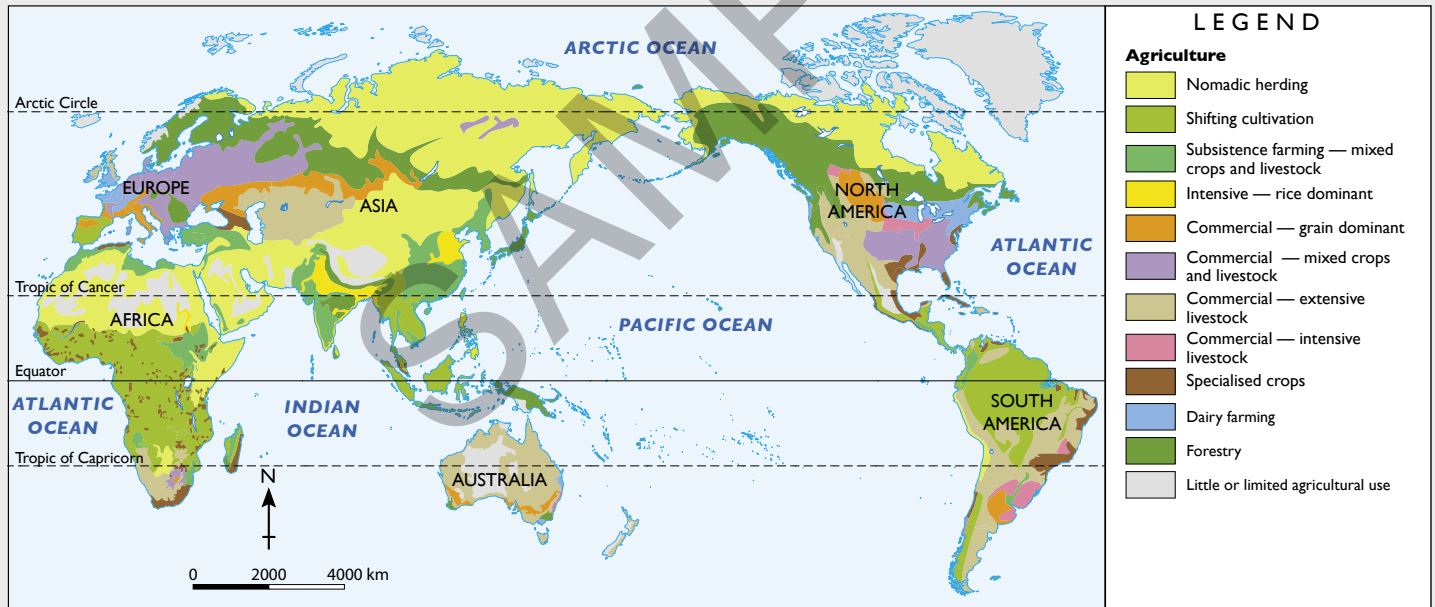 ARCTIC OCEAN
Arctic Circle
EUROPE
ASIA
NORTH
AMERICA
ATLANTIC
OCEAN
Tropic of Cancer
AFRICA
PACIFIC OCEAN
Equator
ATLANTIC
OCEAN
INDIAN
OCEAN
SOUTH
AMERICA
Tropic of Capricorn
N
AUSTRALIA
0 2000 4000 km
LEGEND
Agriculture
Nomadic herding
Shifting cultivation
Subsistence farming — mixed
crops and livestock
Intensive — rice dominant
Commercial — grain dominant
Commercial — mixed crops
and livestock
Commercial — extensive
livestock
Commercial — intensive
livestock
Specialised crops
Dairy farming
Forestry
Little or limited agricultural use